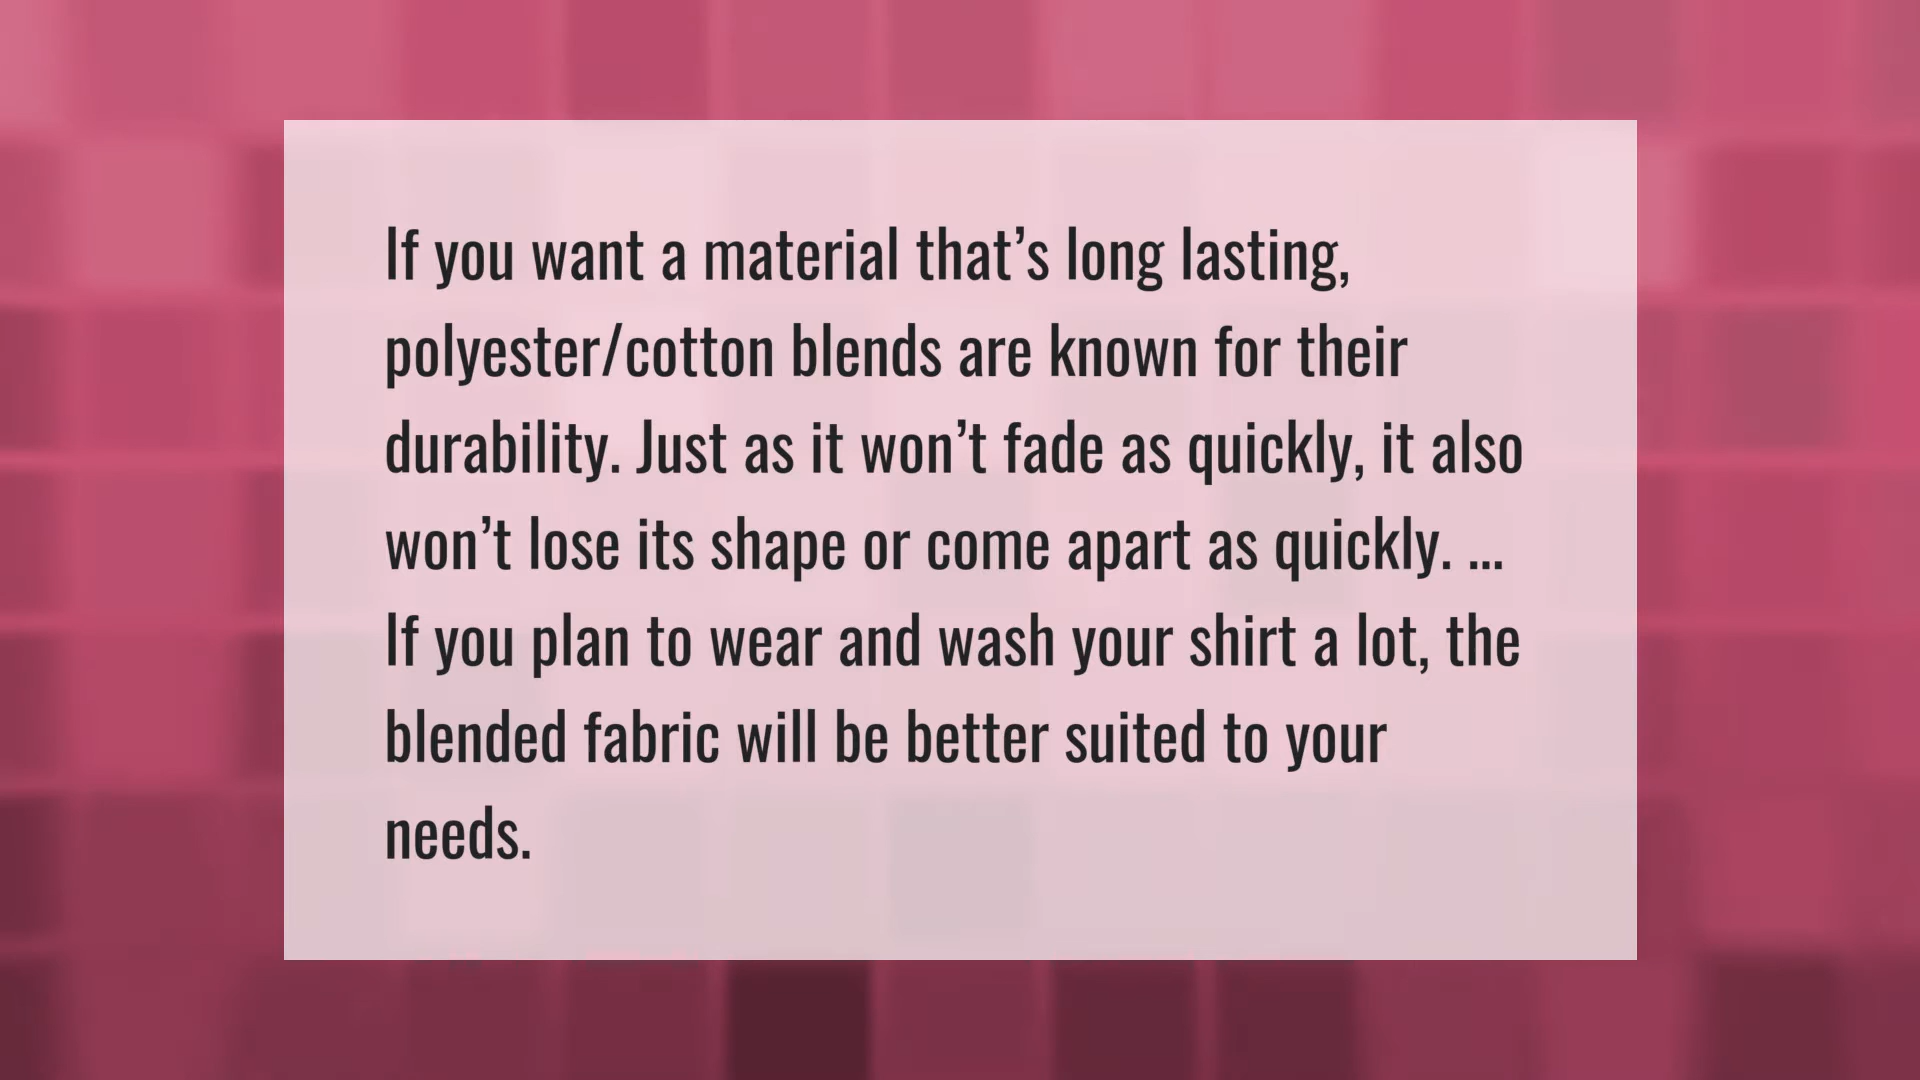 If you want a material that’s long lasting,
polyester/cotton blends are known for their
durability. Just as it won’t fade as quickly, it also
won’t lose its shape or come apart as quickly. ...
If you plan to wear and wash your shirt a lot, the
blended fabric will be better suited to your
needs.